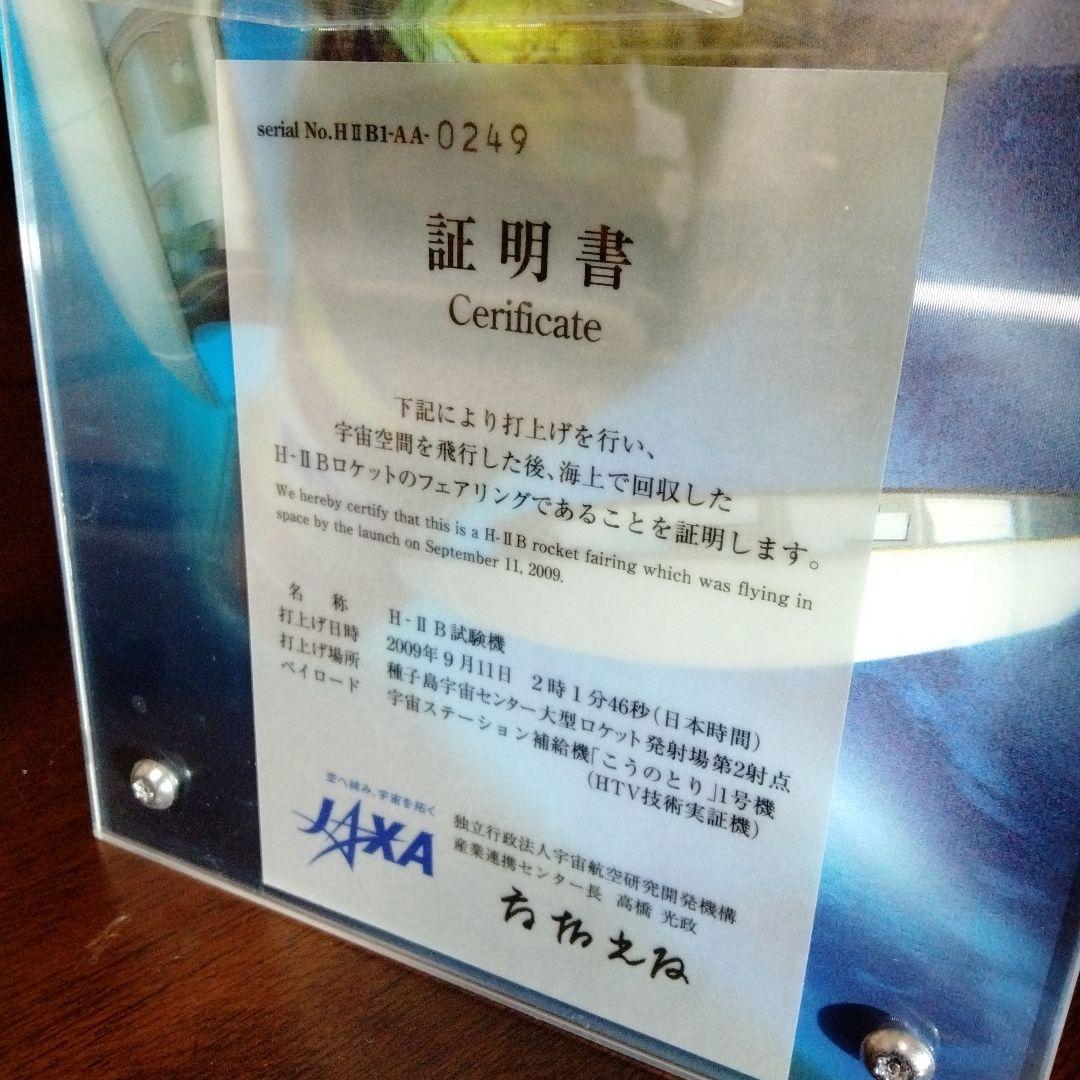 serial No.HⅡB1-AA-0249
証明書
Cerificate
下記により打上げを行い、
宇宙空間を飛行した後、海上で回収した
H-ⅡBロケットのフェアリングであることを証明します。
We hereby certify that this is a H-ⅡB rocket fairing which was flying in
space by the launch on September 11, 2009.
名 称 H-ⅡB試験機
打上げ日時 2009年9月11日 2時1分46秒(日本時間)
打上げ場所 種子島宇宙センター大型ロケット発射場第2射点
ペイロード 宇宙ステーション補給機「こうのとり」1号機
(HTV技術実証機)
空へ挑み、宇宙を拓く
JAXA
独立行政法人宇宙航空研究開発機構
産業連携センター長 高橋 光政